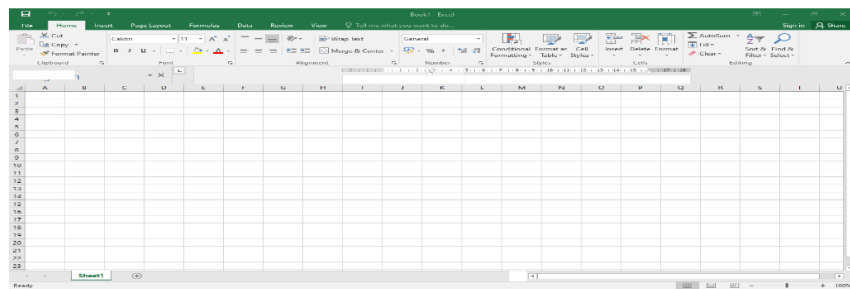 Book1 - Excel
File Home Insert Page Layout Formulas Data Review View Tell me what you want to do... Sign in Share
Cut
Copy
Format Painter
Paste
Clipboard
Calibri 11 A A
B I U A
Font
Wrap Text
Merge & Center
Alignment
General
%
Number
Conditional Formatting
Format as Table
Cell Styles
Styles
Insert Delete Format
Cells
AutoSum
Fill
Clear
Sort & Filter
Find & Select
Editing
A B C D E F G H I J K L M N O P Q R S T U
1
2
3
4
5
6
7
8
9
10
11
12
13
14
15
16
17
18
19
20
21
22
23
Sheet1
Ready 100%